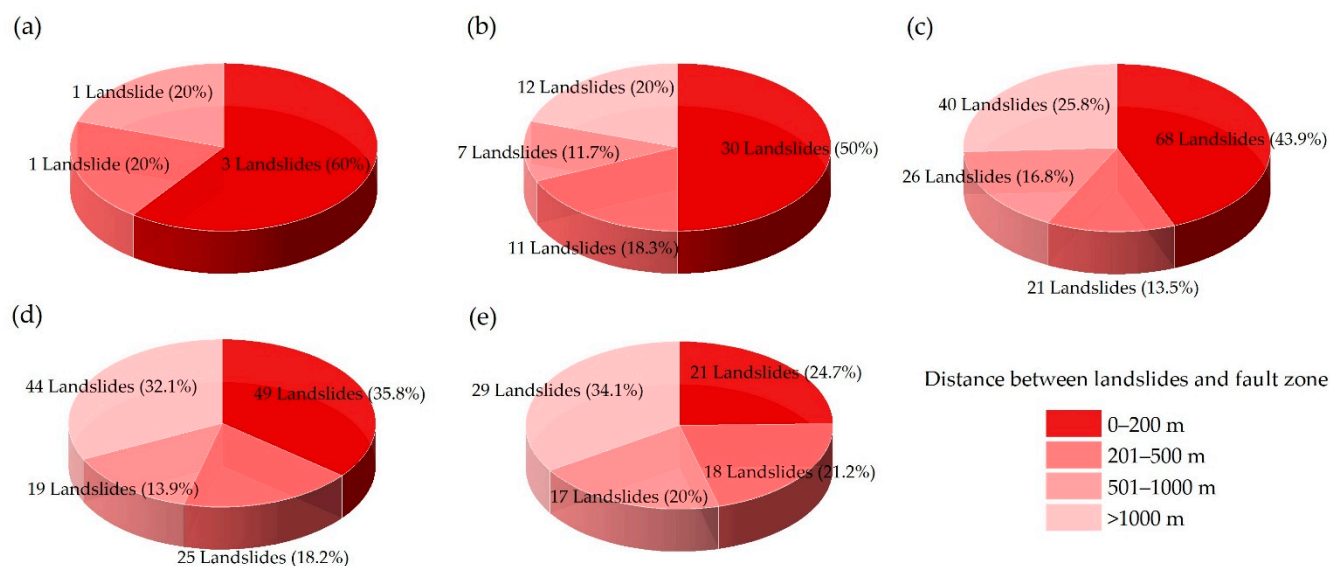 (a)
1 Landslide (20%)
1 Landslide (20%)
3 Landslides (60%)
(b)
12 Landslides (20%)
7 Landslides (11.7%)
30 Landslides (50%)
11 Landslides (18.3%)
(c)
40 Landslides (25.8%)
68 Landslides (43.9%)
26 Landslides (16.8%)
21 Landslides (13.5%)
(d)
44 Landslides (32.1%)
49 Landslides (35.8%)
19 Landslides (13.9%)
25 Landslides (18.2%)
(e)
21 Landslides (24.7%)
29 Landslides (34.1%)
18 Landslides (21.2%)
17 Landslides (20%)
Distance between landslides and fault zone
0–200 m
201–500 m
501–1000 m
>1000 m